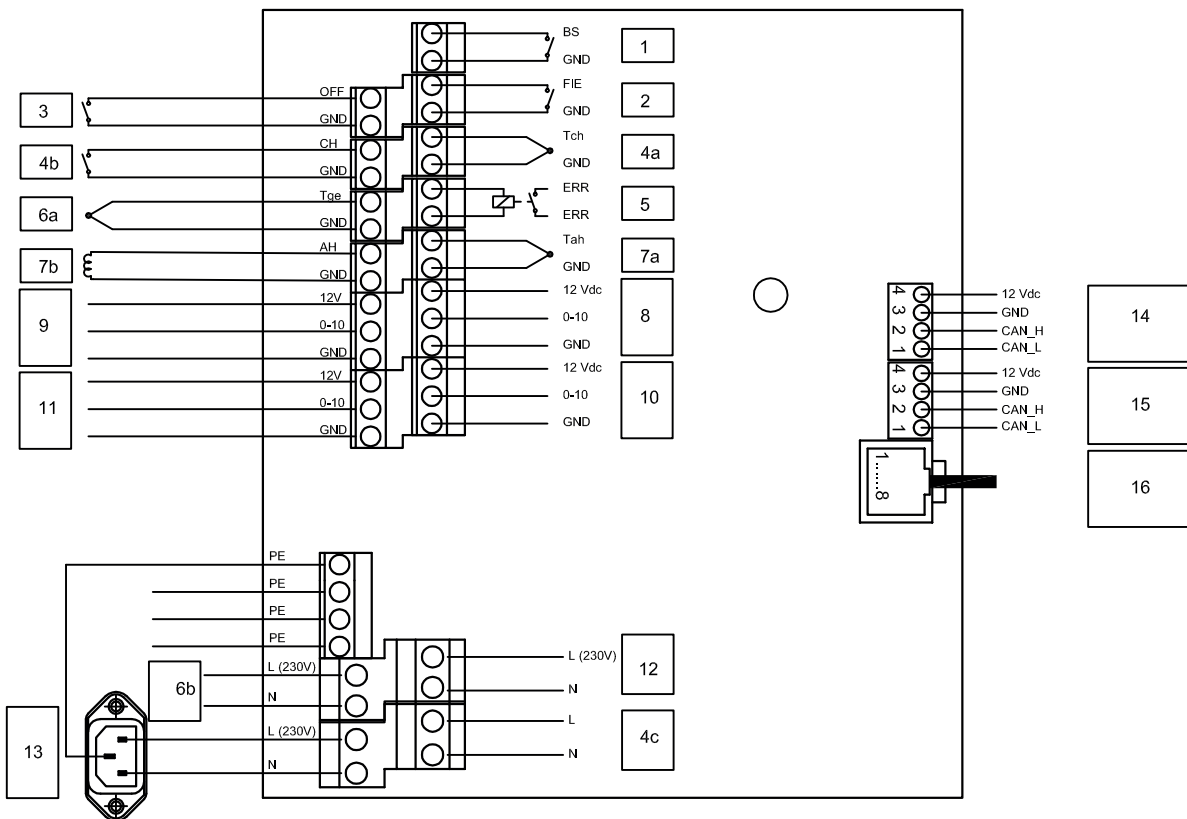 BS
1
GND
FIE
2
GND
OFF
3
GND
Tch
4a
GND
CH
4b
GND
ERR
5
ERR
Tge
6a
GND
Tah
7a
GND
AH
7b
GND
12 Vdc
0-10
8
GND
12V
9
0-10
GND
12 Vdc
0-10
10
GND
12V
11
0-10
GND
4 12 Vdc
3 GND
2 CAN_H
1 CAN_L
14
4 12 Vdc
3 GND
2 CAN_H
1 CAN_L
15
1......8
16
PE
PE
PE
PE
L (230V)
6b
N
L (230V)
N
13
L (230V)
12
N
L
4c
N